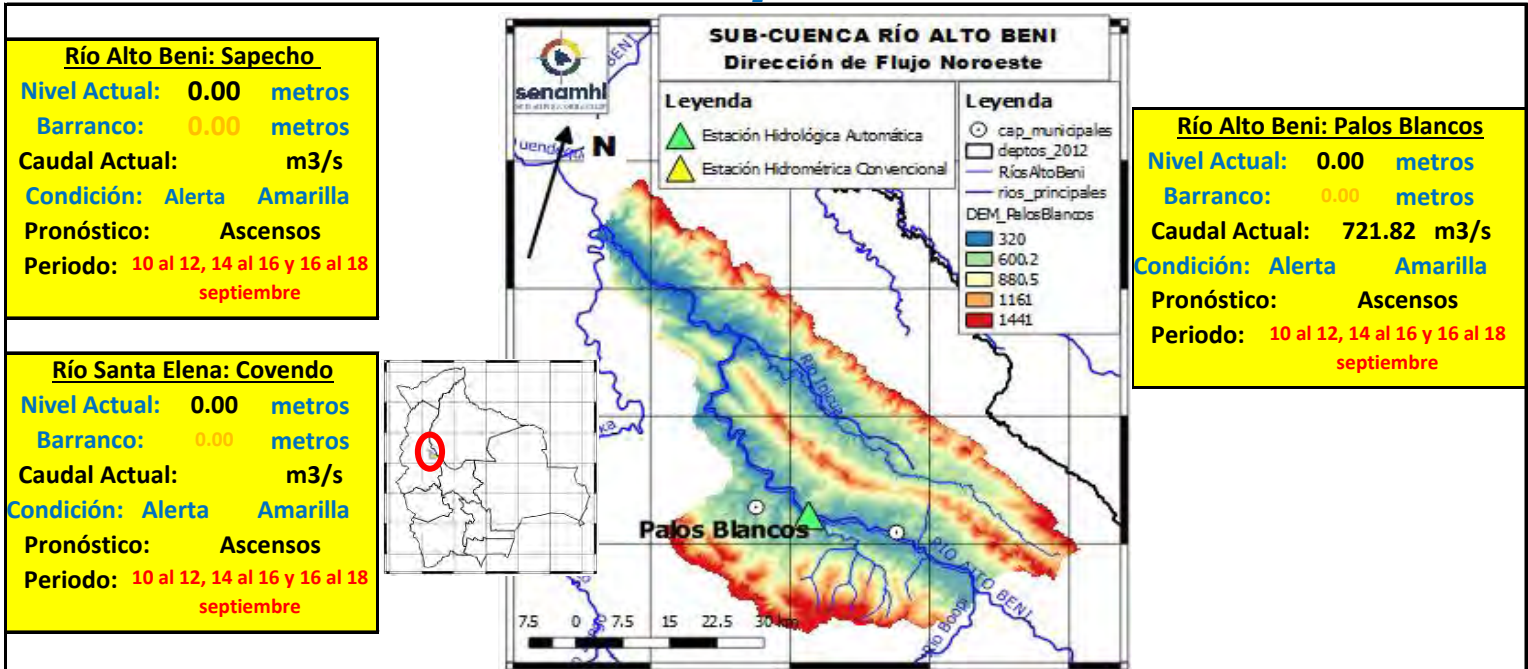 Río Alto Beni: Sapecho
Nivel Actual: 0.00 metros
Barranco: 0.00 metros
Caudal Actual: m3/s
Condición: Alerta Amarilla
Pronóstico: Ascensos
Periodo: 10 al 12, 14 al 16 y 16 al 18
septiembre
Río Santa Elena: Covendo
Nivel Actual: 0.00 metros
Barranco: 0.00 metros
Caudal Actual: m3/s
Condición: Alerta Amarilla
Pronóstico: Ascensos
Periodo: 10 al 12, 14 al 16 y 16 al 18
septiembre
SUB-CUENCA RÍO ALTO BENI
Dirección de Flujo Noroeste
senamhi
BENI
N
Leyenda
Estación Hidrológica Automática
Estación Hidrométrica Convencional
Leyenda
cap_municipales
deptos_2012
RíosAltoBeni
rios_principales
DEM_PalosBlancos
320
600.2
880.5
1161
1441
Río Inicua
Palos Blancos
RÍO ALTO BENI
Río Boopi
7.5 0 7.5 15 22.5 30 km
Río Alto Beni: Palos Blancos
Nivel Actual: 0.00 metros
Barranco: 0.00 metros
Caudal Actual: 721.82 m3/s
Condición: Alerta Amarilla
Pronóstico: Ascensos
Periodo: 10 al 12, 14 al 16 y 16 al 18
septiembre